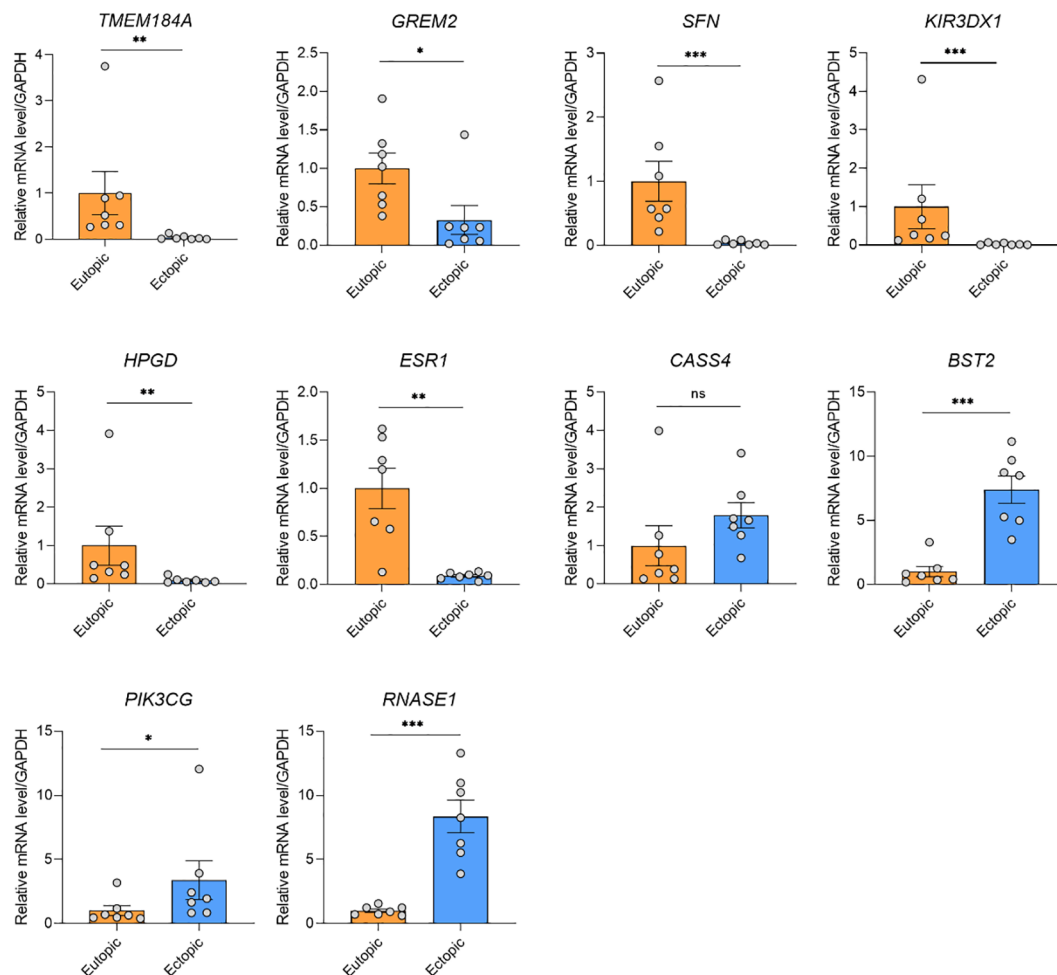 TMEM184A
**
Relative mRNA level/GAPDH
4
3
2
1
0
Eutopic
Ectopic
GREM2
*
Relative mRNA level/GAPDH
2.5
2.0
1.5
1.0
0.5
0.0
Eutopic
Ectopic
SFN
***
Relative mRNA level/GAPDH
3
2
1
0
Eutopic
Ectopic
KIR3DX1
***
Relative mRNA level/GAPDH
5
4
3
2
1
0
Eutopic
Ectopic
HPGD
**
Relative mRNA level/GAPDH
5
4
3
2
1
0
Eutopic
Ectopic
ESR1
**
Relative mRNA level/GAPDH
2.0
1.5
1.0
0.5
0.0
Eutopic
Ectopic
CASS4
ns
Relative mRNA level/GAPDH
5
4
3
2
1
0
Eutopic
Ectopic
BST2
***
Relative mRNA level/GAPDH
15
10
5
0
Eutopic
Ectopic
PIK3CG
*
Relative mRNA level/GAPDH
15
10
5
0
Eutopic
Ectopic
RNASE1
***
Relative mRNA level/GAPDH
15
10
5
0
Eutopic
Ectopic